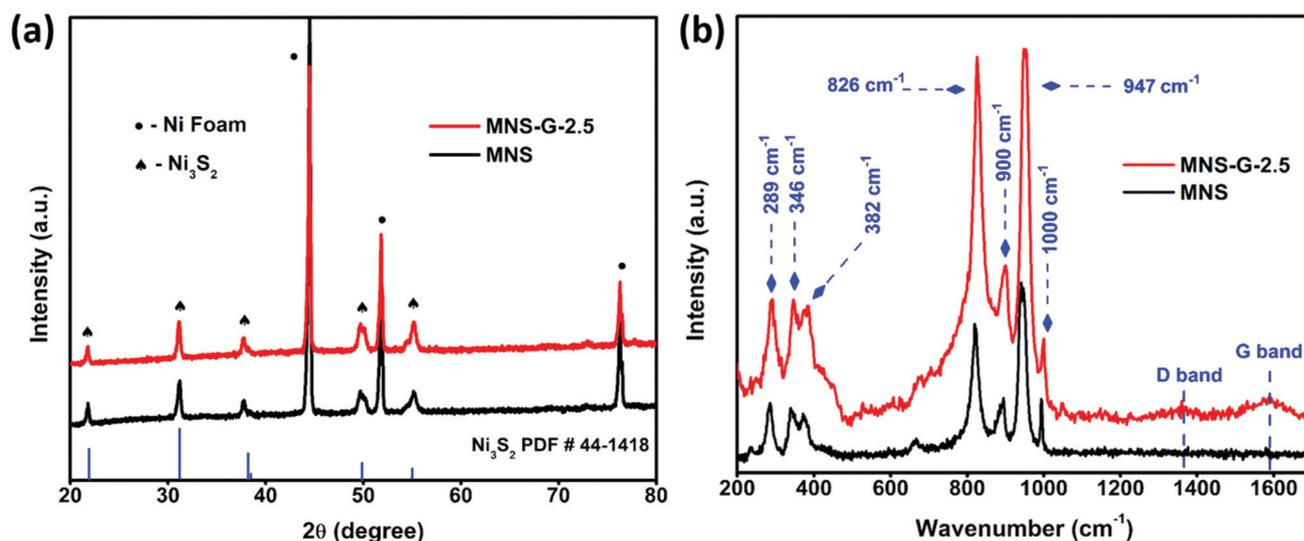 (a)
Intensity (a.u.)
● - Ni Foam
♠ - Ni₃S₂
MNS-G-2.5
MNS
Ni₃S₂ PDF # 44-1418
20 30 40 50 60 70 80
2θ (degree)
(b)
Intensity (a.u.)
826 cm⁻¹
947 cm⁻¹
289 cm⁻¹
346 cm⁻¹
382 cm⁻¹
900 cm⁻¹
1000 cm⁻¹
MNS-G-2.5
MNS
D band
G band
200 400 600 800 1000 1200 1400 1600
Wavenumber (cm⁻¹)